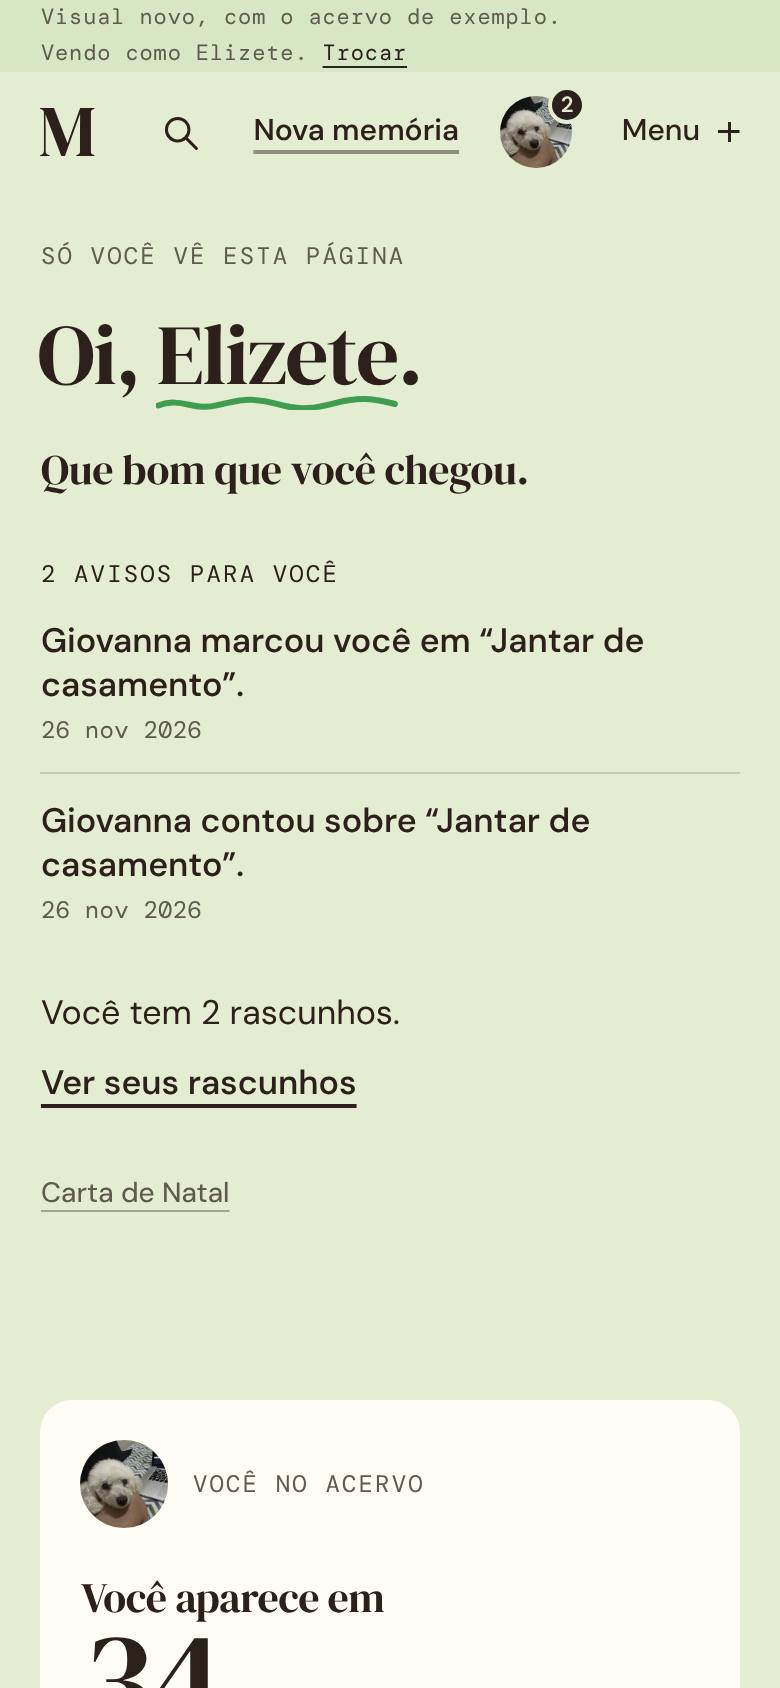 Visual novo, com o acervo de exemplo.
Vendo como Elizete. Trocar
M
Nova memória
2
Menu +
SÓ VOCÊ VÊ ESTA PÁGINA
Oi, Elizete.
Que bom que você chegou.
2 AVISOS PARA VOCÊ
Giovanna marcou você em “Jantar de
casamento”.
26 nov 2026
Giovanna contou sobre “Jantar de
casamento”.
26 nov 2026
Você tem 2 rascunhos.
Ver seus rascunhos
Carta de Natal
VOCÊ NO ACERVO
Você aparece em
34